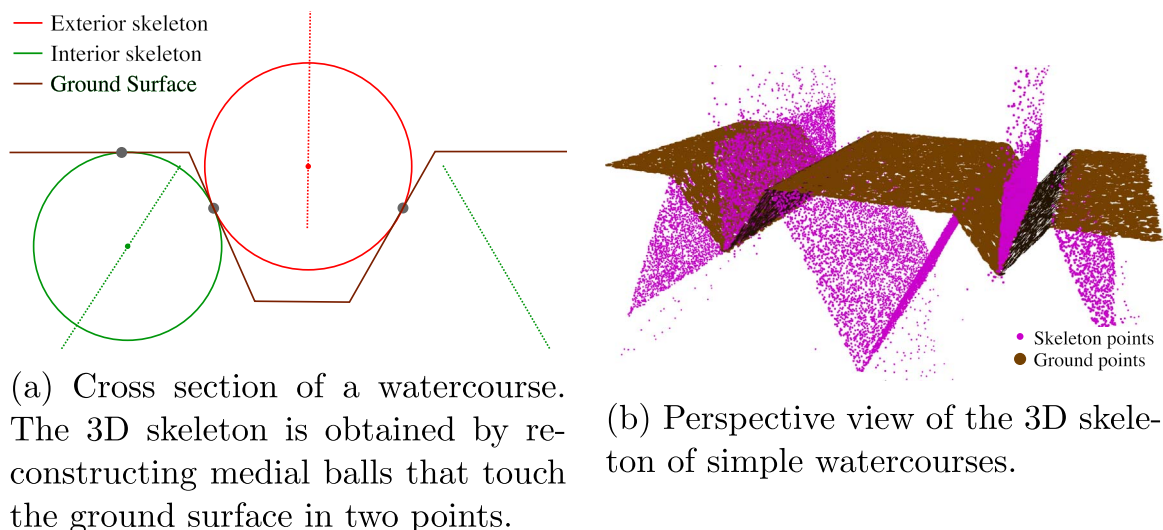 Exterior skeleton
Interior skeleton
Ground Surface
(a) Cross section of a watercourse.
The 3D skeleton is obtained by re-
constructing medial balls that touch
the ground surface in two points.
Skeleton points
Ground points
(b) Perspective view of the 3D skele-
ton of simple watercourses.